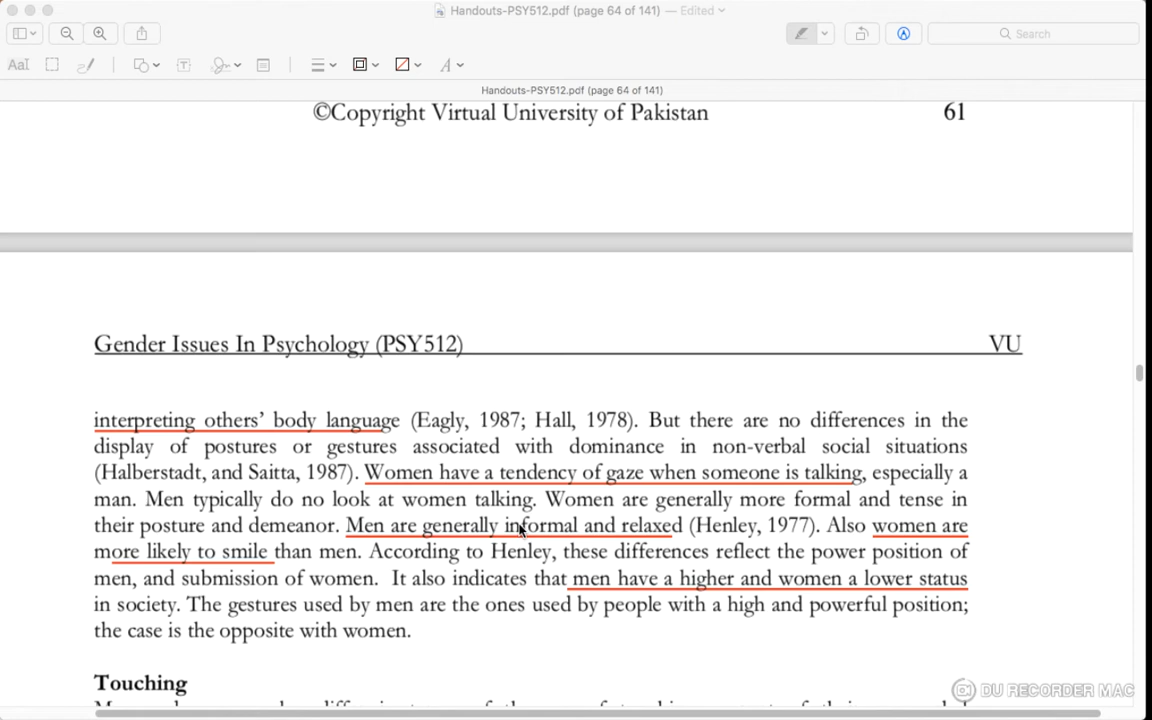 Handouts-PSY512.pdf (page 64 of 141) — Edited
Search
AaI
T
A
Handouts-PSY512.pdf (page 64 of 141)
©Copyright Virtual University of Pakistan 61
Gender Issues In Psychology (PSY512) VU
interpreting others’ body language (Eagly, 1987; Hall, 1978). But there are no differences in the
display of postures or gestures associated with dominance in non-verbal social situations
(Halberstadt, and Saitta, 1987). Women have a tendency of gaze when someone is talking, especially a
man. Men typically do no look at women talking. Women are generally more formal and tense in
their posture and demeanor. Men are generally informal and relaxed (Henley, 1977). Also women are
more likely to smile than men. According to Henley, these differences reflect the power position of
men, and submission of women. It also indicates that men have a higher and women a lower status
in society. The gestures used by men are the ones used by people with a high and powerful position;
the case is the opposite with women.
Touching
DU RECORDER MAC